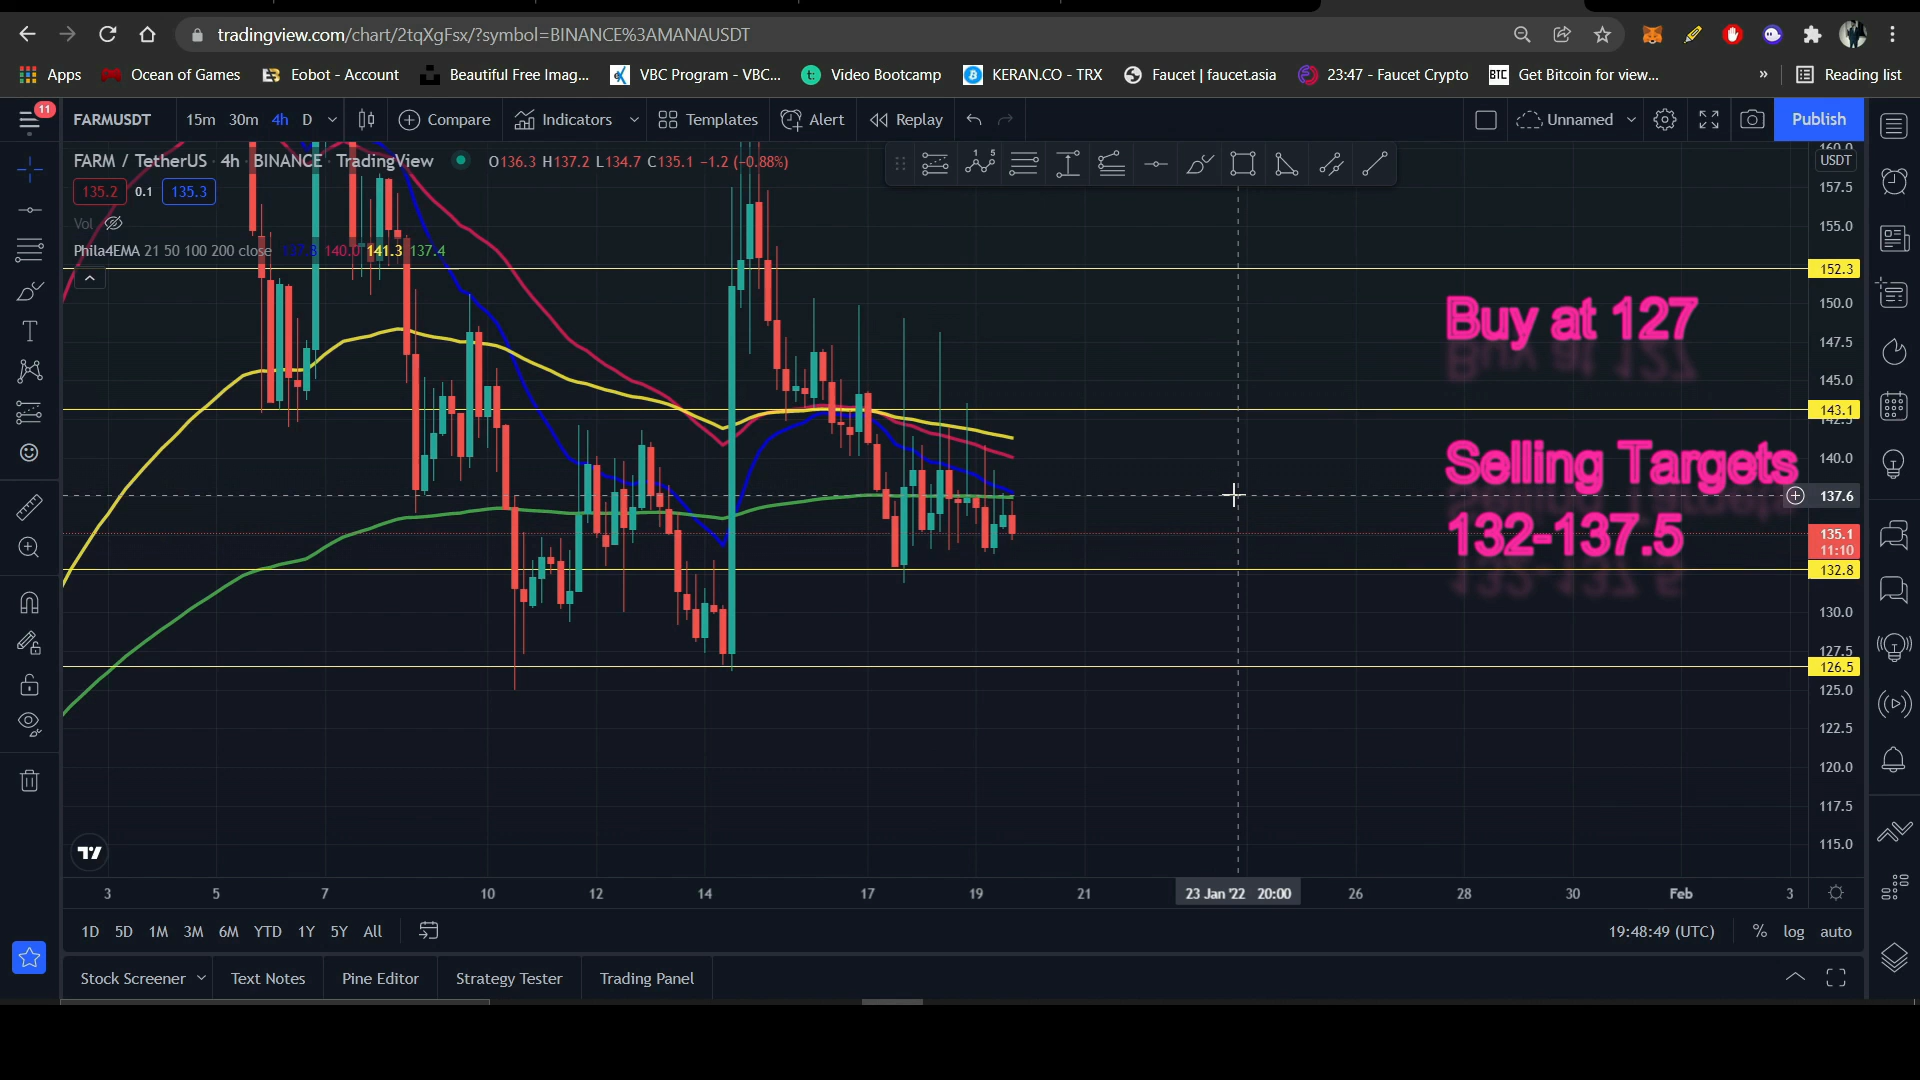 tradingview.com/chart/2tqXgFsx/?symbol=BINANCE%3AMANAUSDT
Apps Ocean of Games Eobot - Account Beautiful Free Imag... VBC Program - VBC... Video Bootcamp KERAN.CO - TRX Faucet | faucet.asia 23:47 - Faucet Crypto BTC Get Bitcoin for view... » Reading list
11 FARMUSDT 15m 30m 4h D Compare Indicators Templates Alert Replay Unnamed Publish
FARM / TetherUS · 4h · BINANCE · TradingView O136.3 H137.2 L134.7 C135.1 -1.2 (-0.88%)
135.2 0.1 135.3
Vol
Phila4EMA 21 50 100 200 close 137.8 140.0 141.3 137.4
160.0
USDT
157.5
155.0
152.3
150.0
147.5
145.0
143.1
142.5
140.0
137.6
135.1
11:10
132.8
130.0
127.5
126.5
125.0
122.5
120.0
117.5
115.0
Buy at 127
Selling Targets
132-137.5
3 5 7 10 12 14 17 19 21 23 Jan '22 20:00 26 28 30 Feb 3
1D 5D 1M 3M 6M YTD 1Y 5Y All 19:48:49 (UTC) % log auto
Stock Screener Text Notes Pine Editor Strategy Tester Trading Panel